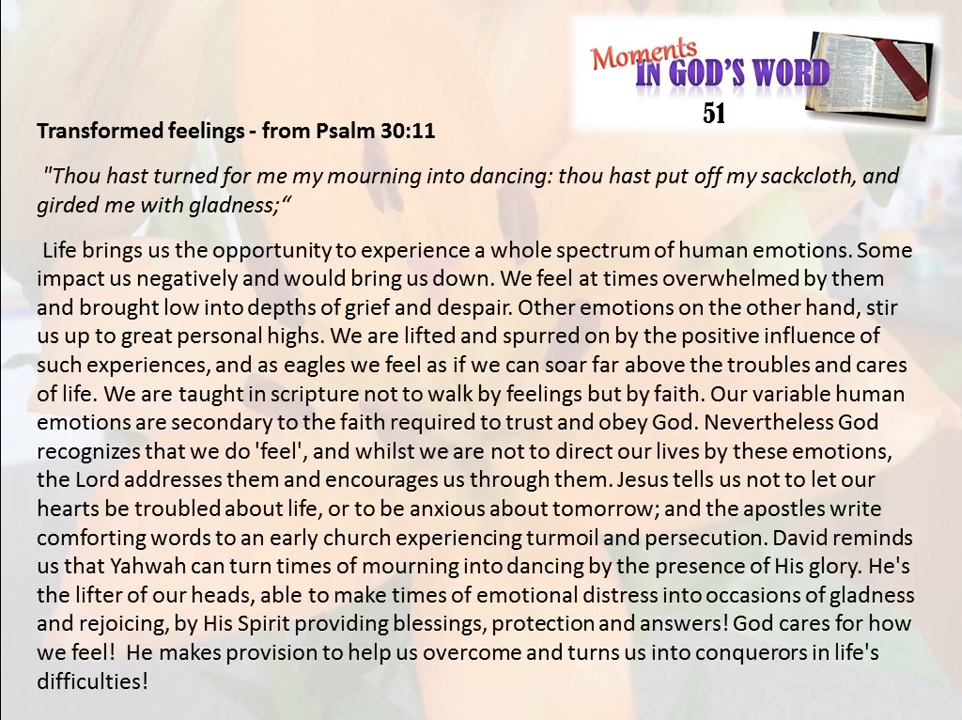 Moments
IN GOD'S WORD
51
Transformed feelings - from Psalm 30:11
"Thou hast turned for me my mourning into dancing: thou hast put off my sackcloth, and
girded me with gladness;“
Life brings us the opportunity to experience a whole spectrum of human emotions. Some
impact us negatively and would bring us down. We feel at times overwhelmed by them
and brought low into depths of grief and despair. Other emotions on the other hand, stir
us up to great personal highs. We are lifted and spurred on by the positive influence of
such experiences, and as eagles we feel as if we can soar far above the troubles and cares
of life. We are taught in scripture not to walk by feelings but by faith. Our variable human
emotions are secondary to the faith required to trust and obey God. Nevertheless God
recognizes that we do 'feel', and whilst we are not to direct our lives by these emotions,
the Lord addresses them and encourages us through them. Jesus tells us not to let our
hearts be troubled about life, or to be anxious about tomorrow; and the apostles write
comforting words to an early church experiencing turmoil and persecution. David reminds
us that Yahwah can turn times of mourning into dancing by the presence of His glory. He's
the lifter of our heads, able to make times of emotional distress into occasions of gladness
and rejoicing, by His Spirit providing blessings, protection and answers! God cares for how
we feel!  He makes provision to help us overcome and turns us into conquerors in life's
difficulties!